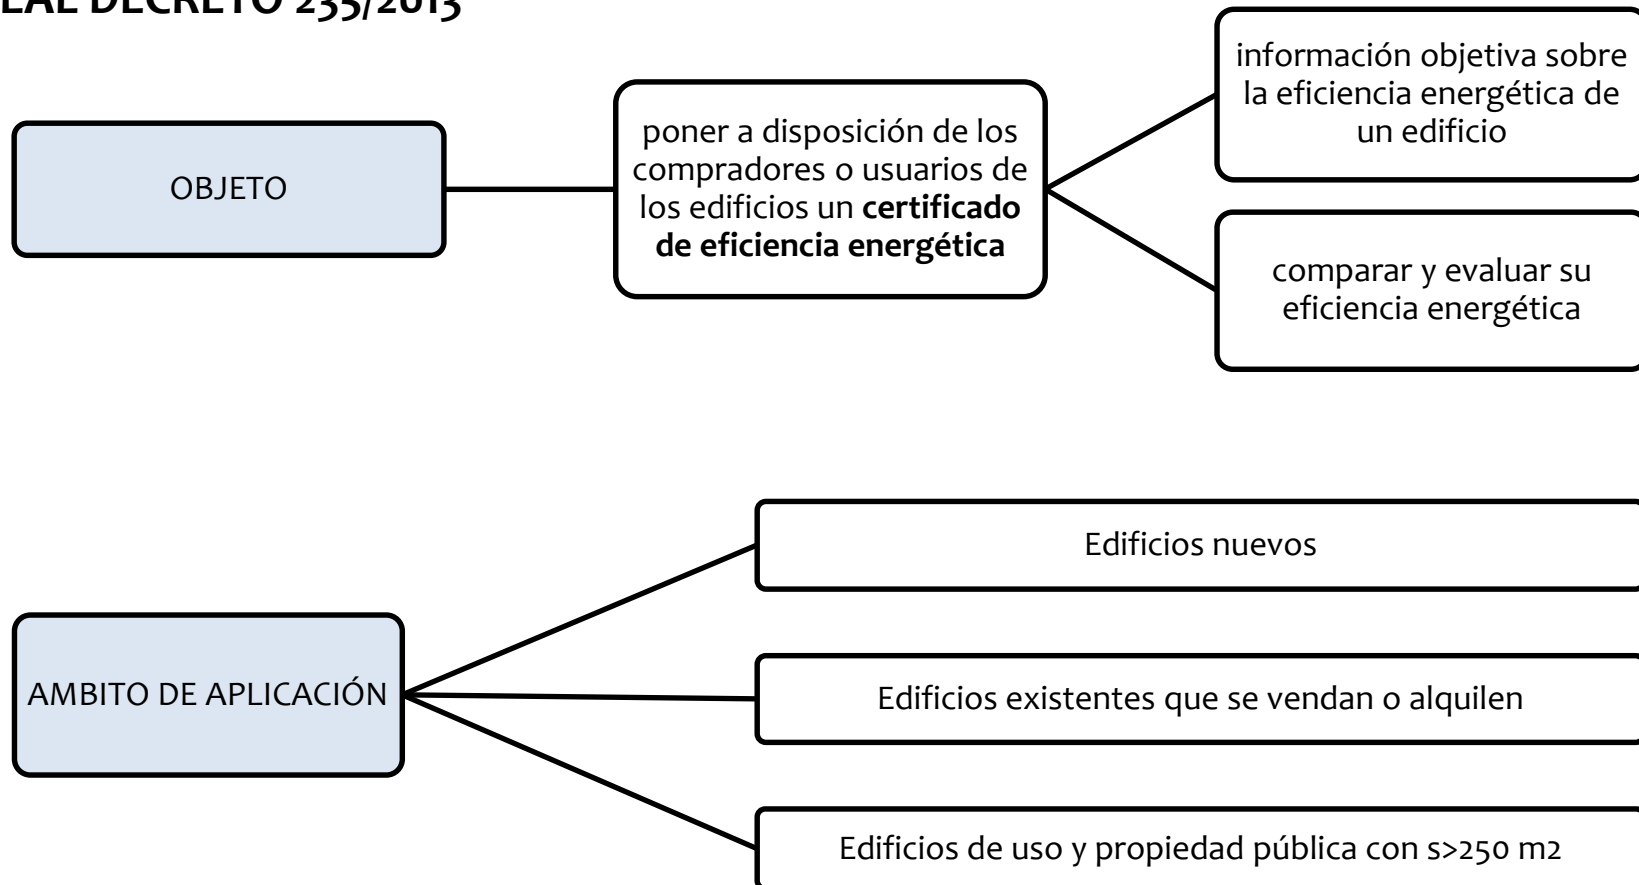 EAL DECRETO 235/2013
OBJETO
poner a disposición de los
compradores o usuarios de
los edificios un certificado
de eficiencia energética
información objetiva sobre
la eficiencia energética de
un edificio
comparar y evaluar su
eficiencia energética
AMBITO DE APLICACIÓN
Edificios nuevos
Edificios existentes que se vendan o alquilen
Edificios de uso y propiedad pública con s>250 m2